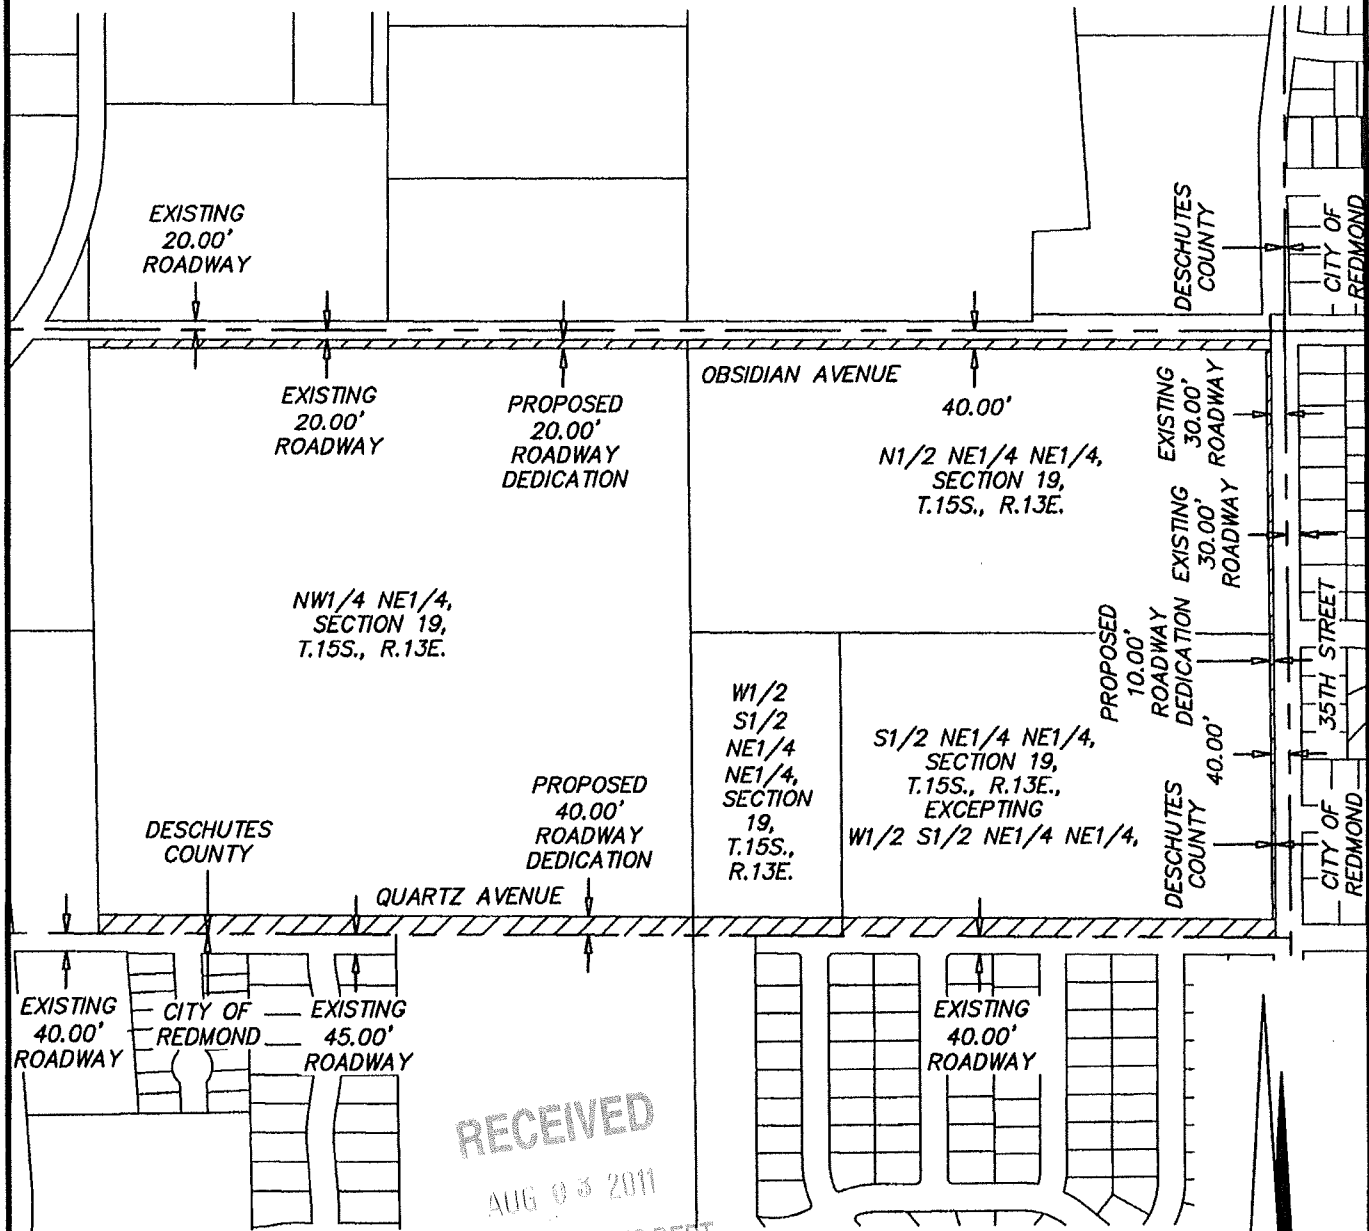 EXISTING
20.00'
ROADWAY
DESCHUTES
COUNTY
CITY OF
REDMOND
EXISTING
20.00'
ROADWAY
PROPOSED
20.00'
ROADWAY
DEDICATION
OBSIDIAN AVENUE
40.00'
N1/2 NE1/4 NE1/4,
SECTION 19,
T.15S., R.13E.
EXISTING
30.00'
ROADWAY
EXISTING
30.00'
ROADWAY
NW1/4 NE1/4,
SECTION 19,
T.15S., R.13E.
PROPOSED
10.00'
ROADWAY
DEDICATION
35TH STREET
W1/2
S1/2
NE1/4
NE1/4,
SECTION
19,
T.15S.,
R.13E.
S1/2 NE1/4 NE1/4,
SECTION 19,
T.15S., R.13E.,
EXCEPTING
W1/2 S1/2 NE1/4 NE1/4,
40.00'
DESCHUTES
COUNTY
CITY OF
REDMOND
DESCHUTES
COUNTY
PROPOSED
40.00'
ROADWAY
DEDICATION
QUARTZ AVENUE
EXISTING
40.00'
ROADWAY
CITY OF
REDMOND
EXISTING
45.00'
ROADWAY
EXISTING
40.00'
ROADWAY
RECEIVED
AUG 03 2011